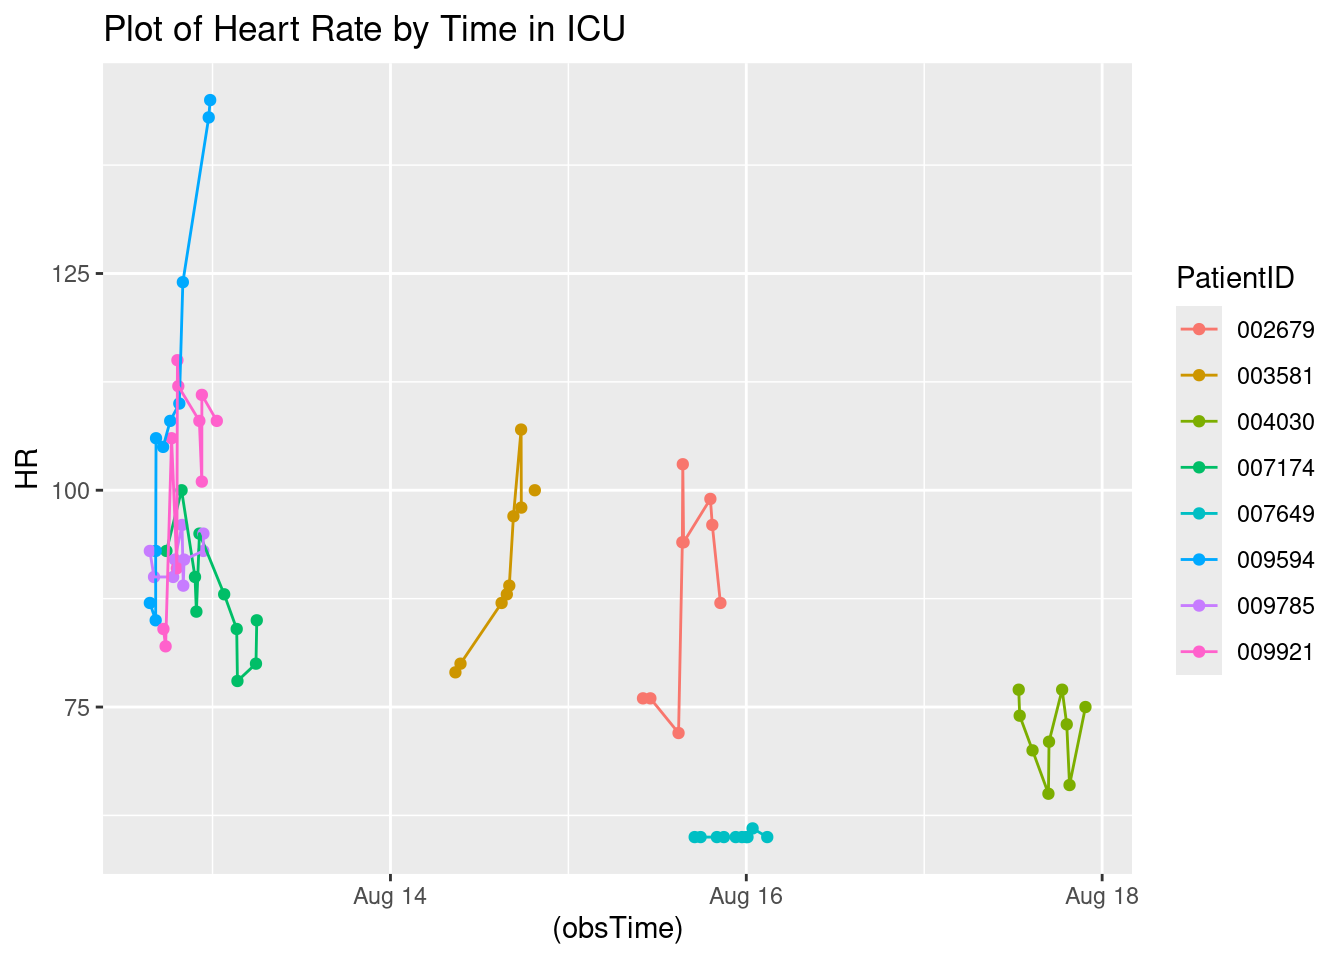 Plot of Heart Rate by Time in ICU
125
100
75
HR
Aug 14
Aug 16
Aug 18
(obsTime)
PatientID
002679
003581
004030
007174
007649
009594
009785
009921